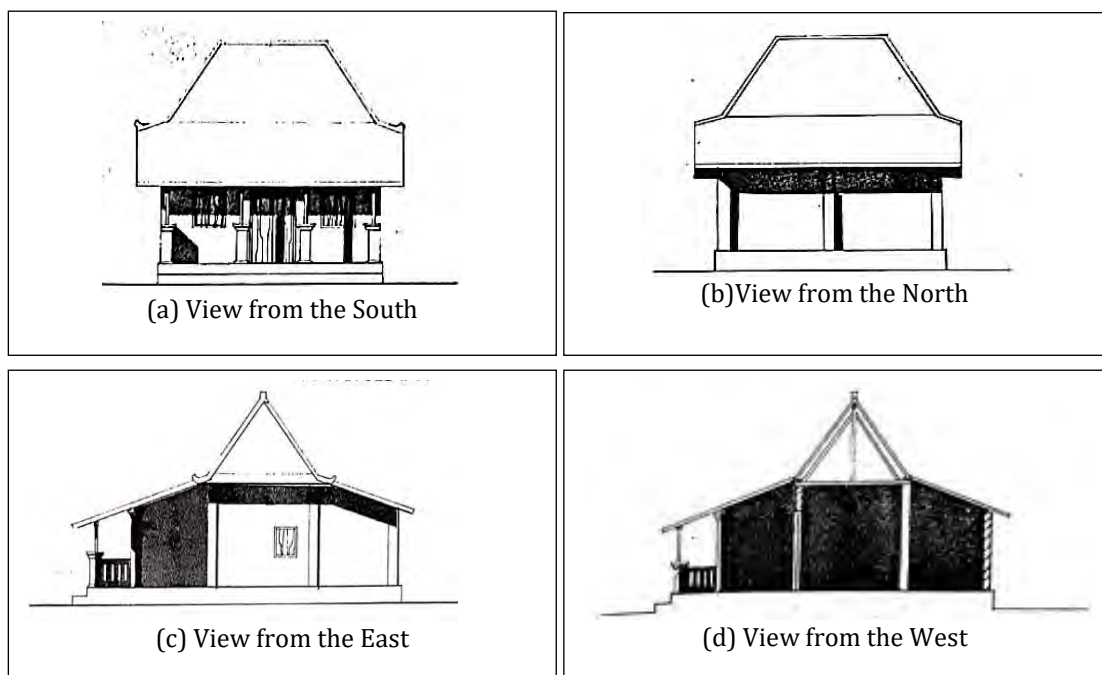 (a) View from the South
(b)View from the North
(c) View from the East
(d) View from the West